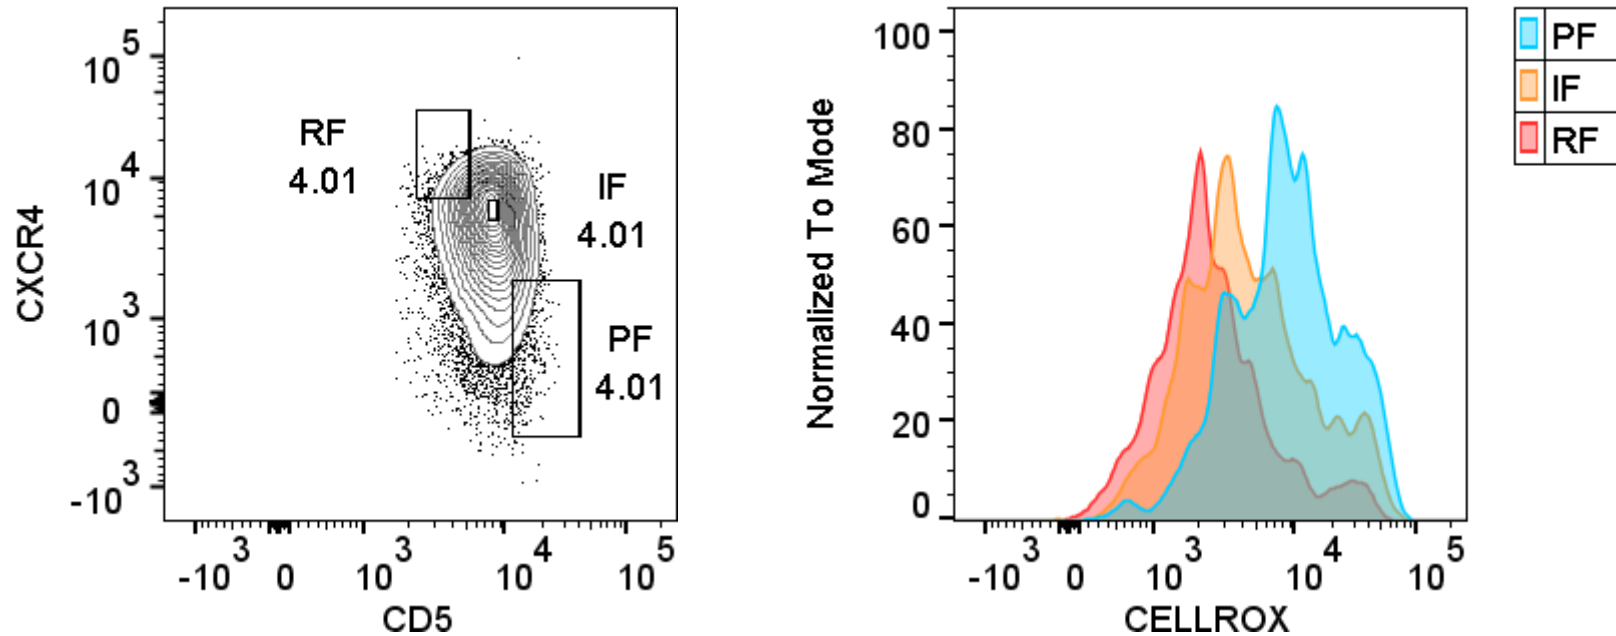 CXCR4
10^5
10^4
10^3
0
-10^3
RF
4.01
IF
4.01
PF
4.01
-10^3 0 10^3 10^4 10^5
CD5
Normalized To Mode
100
80
60
40
20
0
-10^3 0 10^3 10^4 10^5
CELLROX
PF
IF
RF